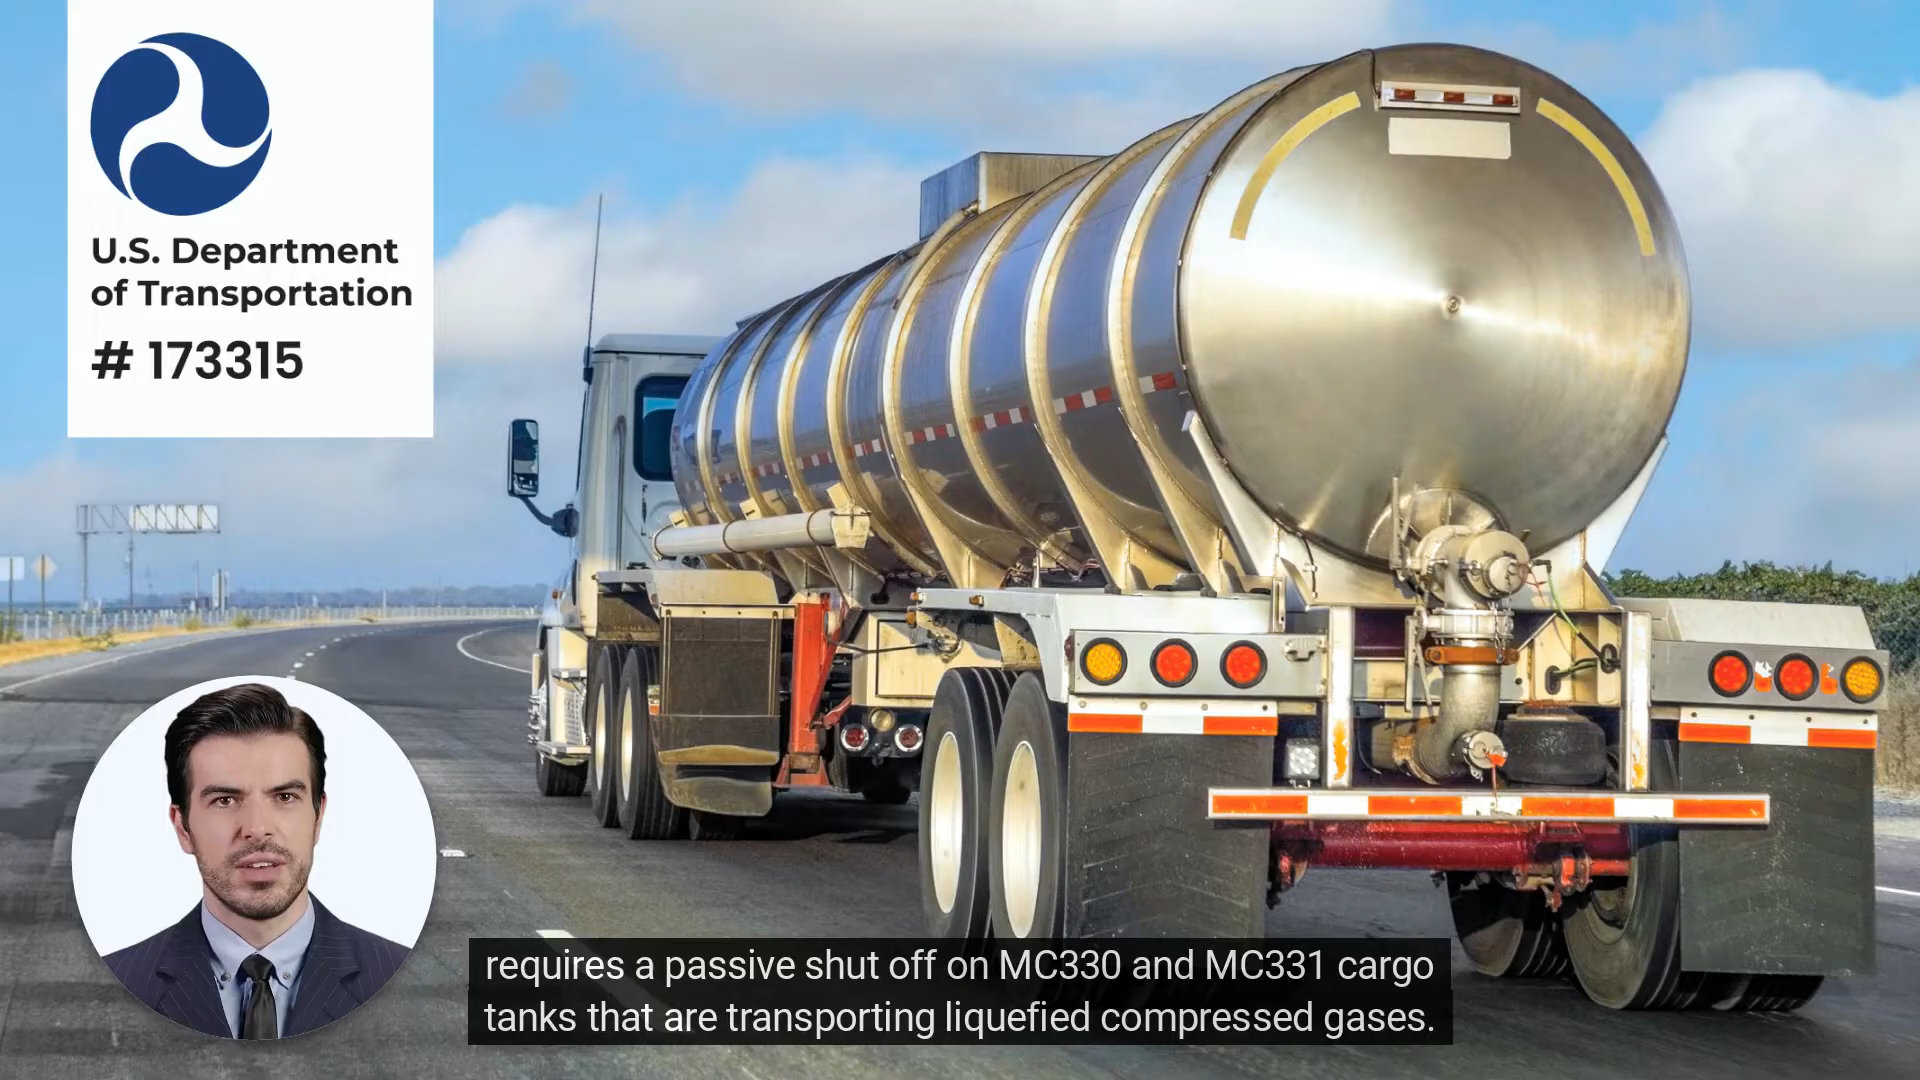 U.S. Department
of Transportation
# 173315
requires a passive shut off on MC330 and MC331 cargo
tanks that are transporting liquefied compressed gases.